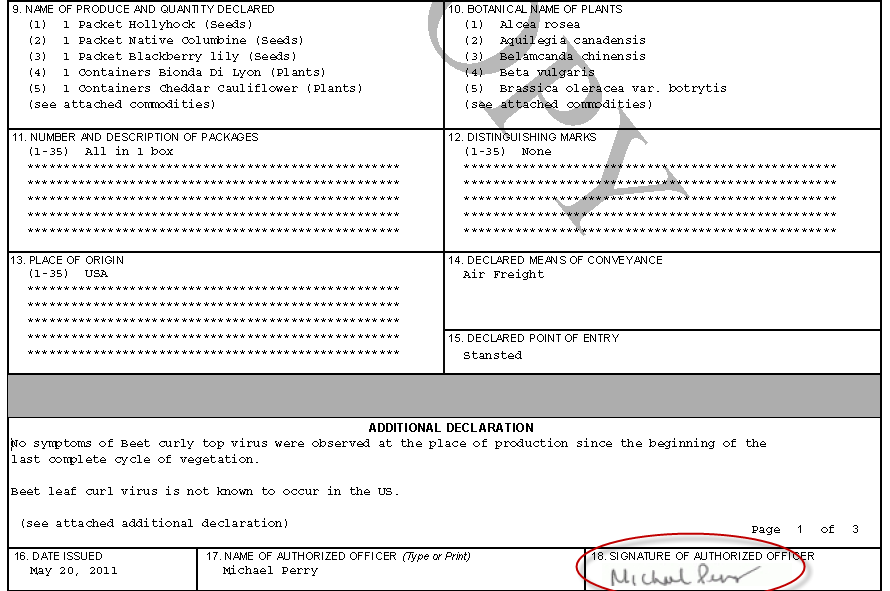 9. NAME OF PRODUCE AND QUANTITY DECLARED
(1) 1 Packet Hollyhock (Seeds)
(2) 1 Packet Native Columbine (Seeds)
(3) 1 Packet Blackberry lily (Seeds)
(4) 1 Containers Bionda Di Lyon (Plants)
(5) 1 Containers Cheddar Cauliflower (Plants)
(see attached commodities)
10. BOTANICAL NAME OF PLANTS
(1) Alcea rosea
(2) Aquilegia canadensis
(3) Belamcanda chinensis
(4) Beta vulgaris
(5) Brassica oleracea var. botrytis
(see attached commodities)
OPY
11. NUMBER AND DESCRIPTION OF PACKAGES
(1-35) All in 1 box
****************************************************
****************************************************
****************************************************
****************************************************
****************************************************
12. DISTINGUISHING MARKS
(1-35) None
****************************************************
****************************************************
****************************************************
****************************************************
****************************************************
13. PLACE OF ORIGIN
(1-35) USA
****************************************************
****************************************************
****************************************************
****************************************************
****************************************************
14. DECLARED MEANS OF CONVEYANCE
Air Freight
15. DECLARED POINT OF ENTRY
Stansted
ADDITIONAL DECLARATION
No symptoms of Beet curly top virus were observed at the place of production since the beginning of the
last complete cycle of vegetation.
Beet leaf curl virus is not known to occur in the US.
(see attached additional declaration)
Page 1 of 3
16. DATE ISSUED
May 20, 2011
17. NAME OF AUTHORIZED OFFICER (Type or Print)
Michael Perry
18. SIGNATURE OF AUTHORIZED OFFICER
Michael Perry